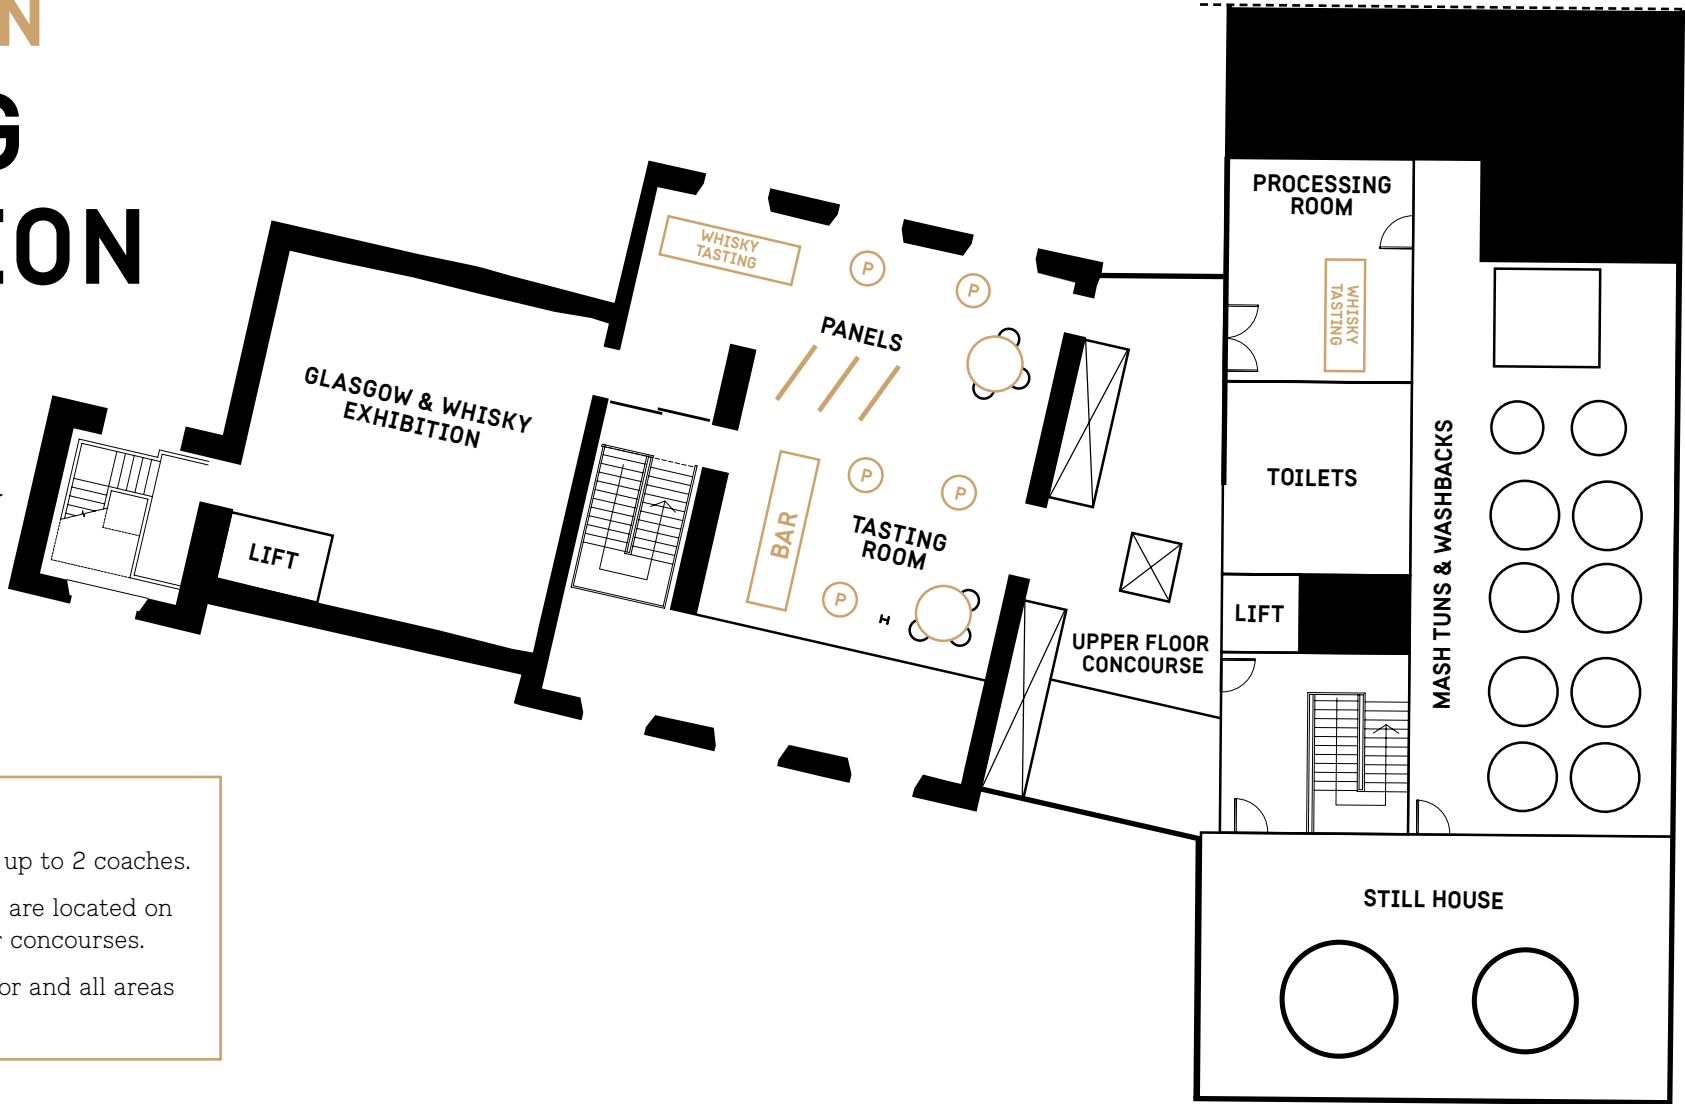 N
G
ION
GLASGOW & WHISKY
EXHIBITION
LIFT
WHISKY
TASTING
P
P
PANELS
P
P
BAR
TASTING
ROOM
P
UPPER FLOOR
CONCOURSE
PROCESSING
ROOM
WHISKY
TASTING
TOILETS
LIFT
MASH TUNS & WASHBACKS
STILL HOUSE
up to 2 coaches.
are located on
concourses.
or and all areas